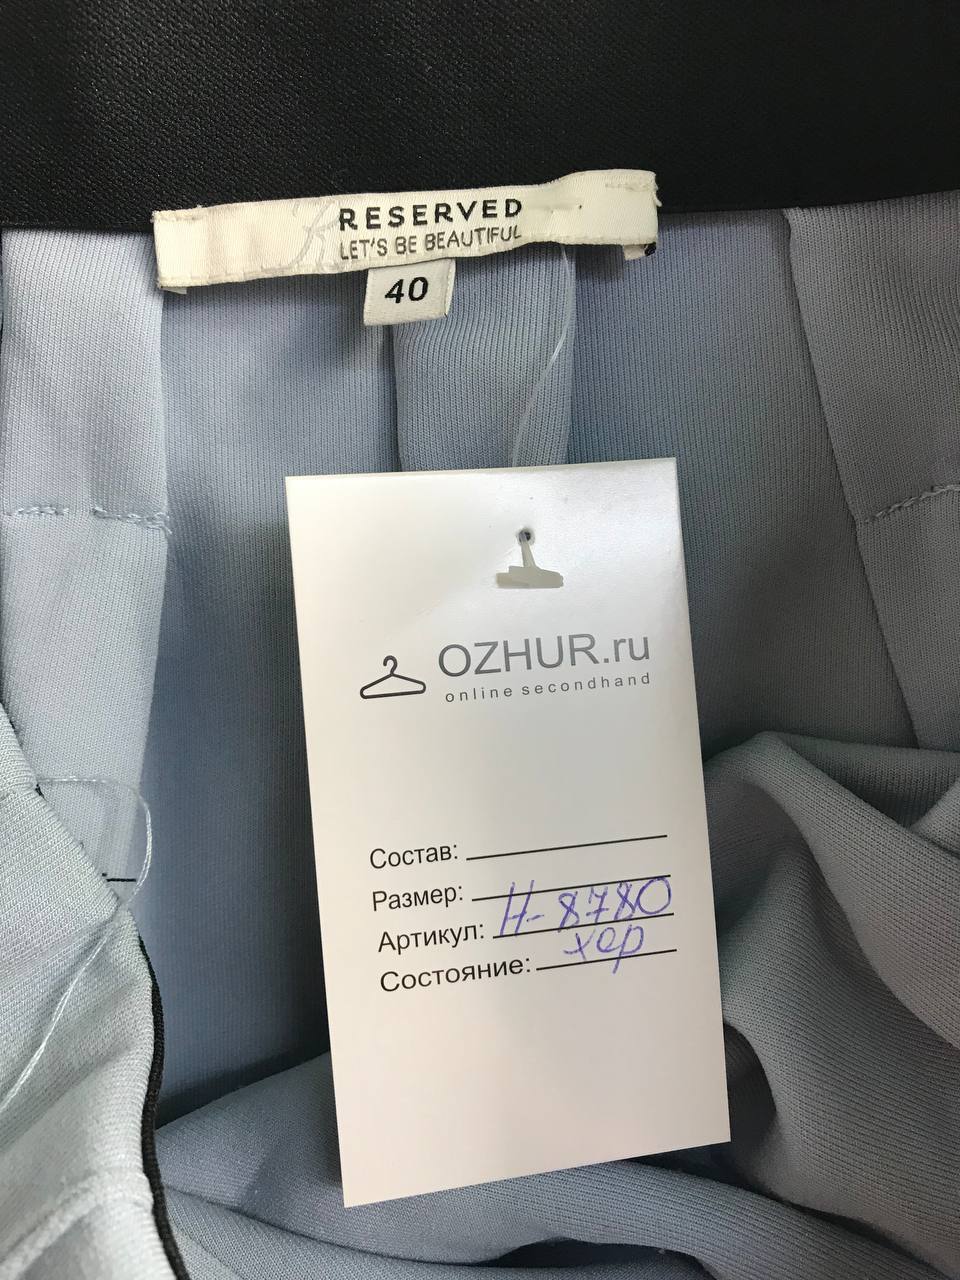 RESERVED
LET'S BE BEAUTIFUL
40
OZHUR.ru
online secondhand
Состав:
Размер:
Артикул: Н-8780
Состояние: хор